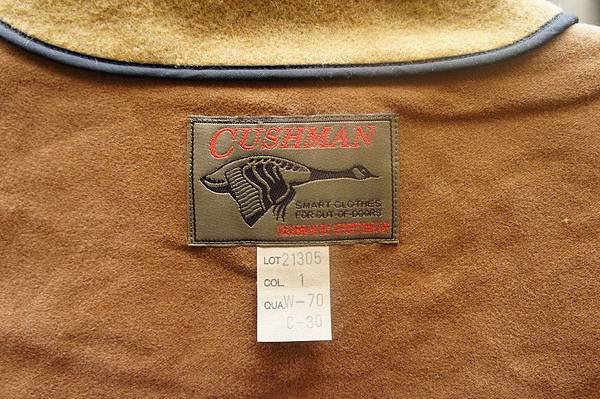 CUSHMAN
SMART CLOTHES
FOR OUT-OF-DOORS
LOT 21305
COL. 1
QUA. W-70
C-30